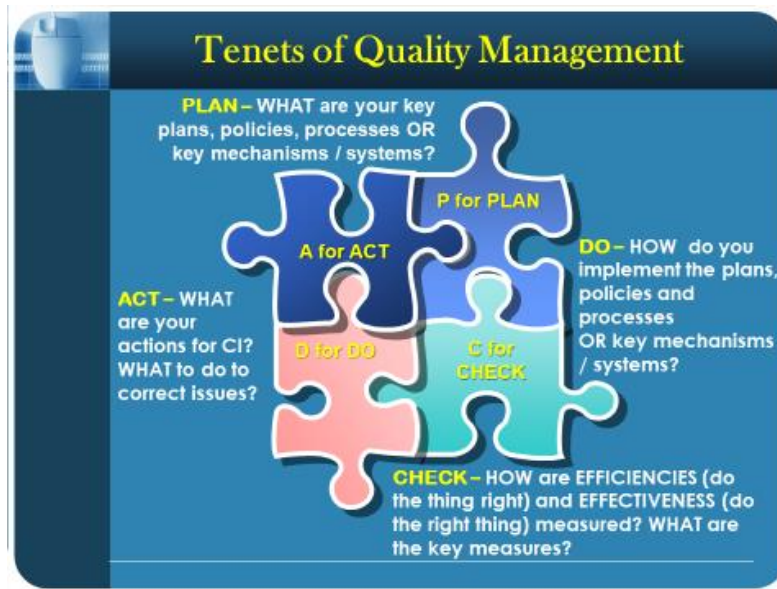 Tenets of Quality Management
PLAN – WHAT are your key
plans, policies, processes OR
key mechanisms / systems?
P for PLAN
A for ACT
DO – HOW do you
implement the plans,
policies and
processes
OR key mechanisms
/ systems?
ACT – WHAT
are your
actions for CI?
WHAT to do to
correct issues?
D for DO
C for
CHECK
CHECK – HOW are EFFICIENCIES (do
the thing right) and EFFECTIVENESS (do
the right thing) measured? WHAT are
the key measures?